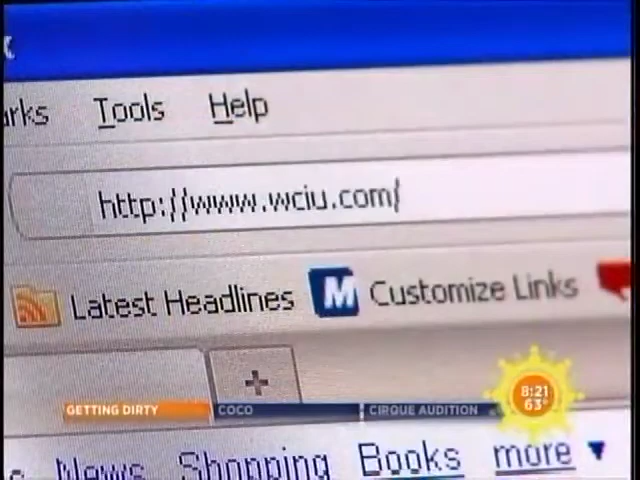 x
arks Tools Help
http://www.wciu.com/
Latest Headlines M Customize Links
+
8:21
63°
GETTING DIRTY COCO CIRQUE AUDITION
News Shopping Books more ▼